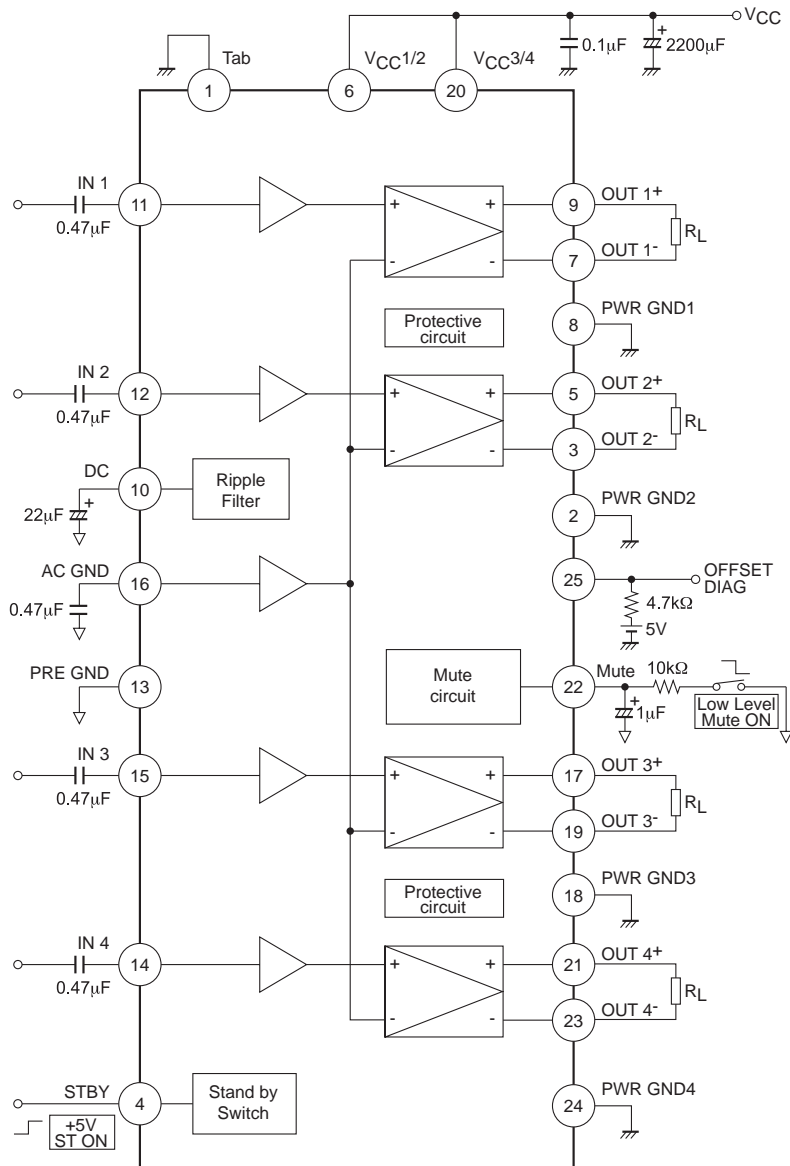 VCC
Tab
VCC1/2
VCC3/4
0.1µF
2200µF
+
1
6
20
IN 1
11
0.47µF
+
-
+
-
9
OUT 1+
7
OUT 1-
RL
Protective
circuit
8
PWR GND1
IN 2
12
0.47µF
+
-
+
-
5
OUT 2+
3
OUT 2-
RL
DC
10
22µF
+
Ripple
Filter
2
PWR GND2
AC GND
16
0.47µF
25
OFFSET
DIAG
4.7kΩ
5V
PRE GND
13
Mute
circuit
22
Mute
10kΩ
+
1µF
Low Level
Mute ON
IN 3
15
0.47µF
+
-
+
-
17
OUT 3+
19
OUT 3-
RL
Protective
circuit
18
PWR GND3
IN 4
14
0.47µF
+
-
+
-
21
OUT 4+
23
OUT 4-
RL
STBY
4
+5V
ST ON
Stand by
Switch
24
PWR GND4